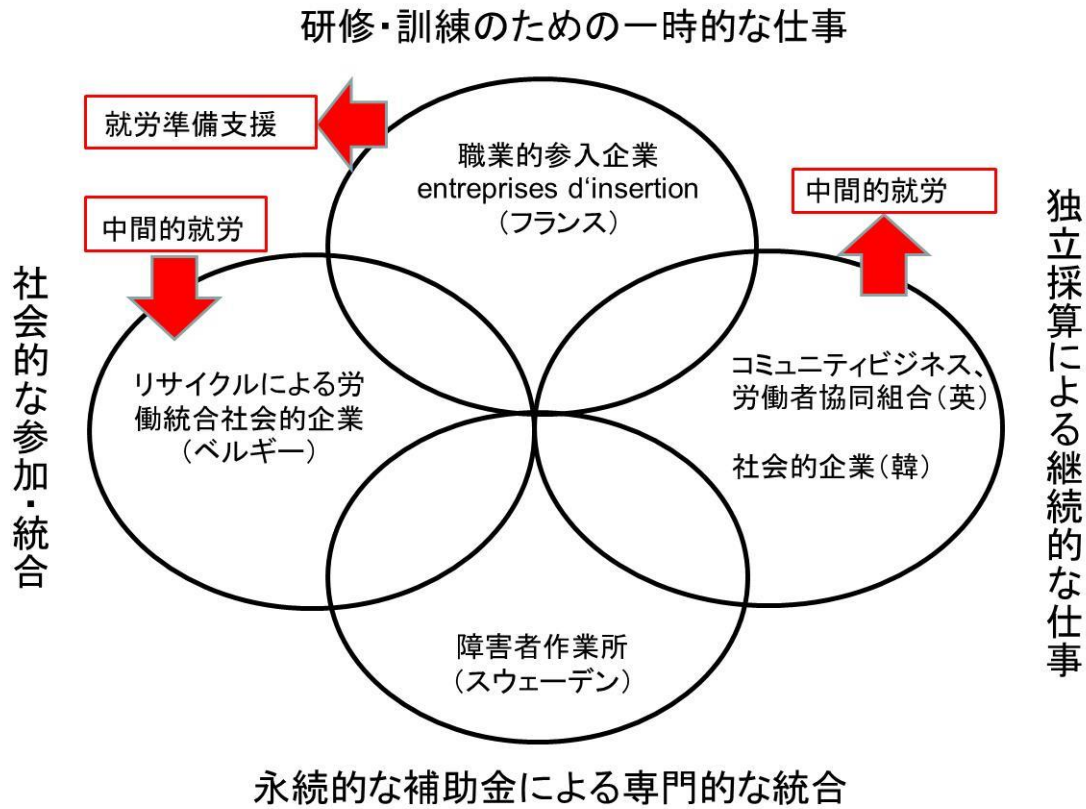 研修・訓練のための一時的な仕事
就労準備支援
職業的参入企業
entreprises d‘insertion
（フランス）
中間的就労
中間的就労
独立採算による継続的な仕事
社会的な参加・統合
リサイクルによる労
働統合社会的企業
（ベルギー）
コミュニティビジネス、
労働者協同組合（英）
社会的企業（韓）
障害者作業所
（スウェーデン）
永続的な補助金による専門的な統合